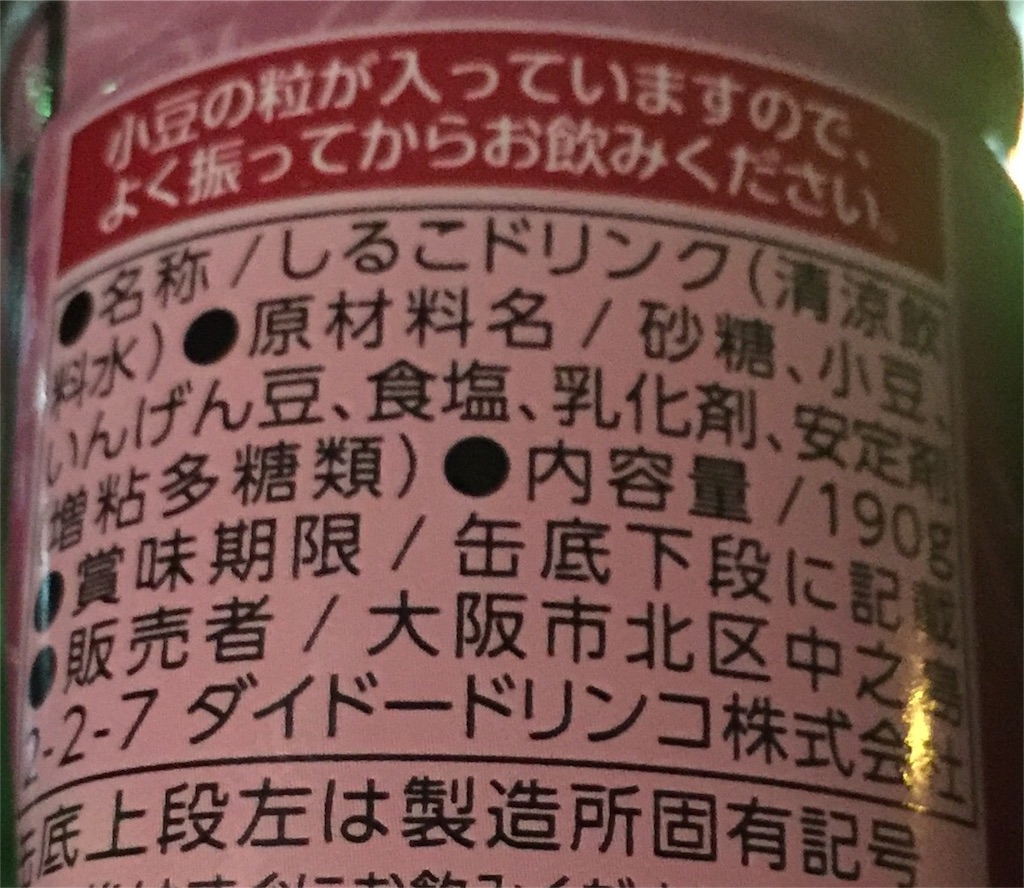 小豆の粒が入っていますので、
よく振ってからお飲みください。
●名称/しるこドリンク(清涼飲
料水)●原材料名/砂糖、小豆、
いんげん豆、食塩、乳化剤、安定剤
増粘多糖類)●内容量/190g
●賞味期限/缶底下段に記載
●販売者/大阪市北区中之島
2-2-7 ダイドードリンコ株式会社
缶底上段左は製造所固有記号